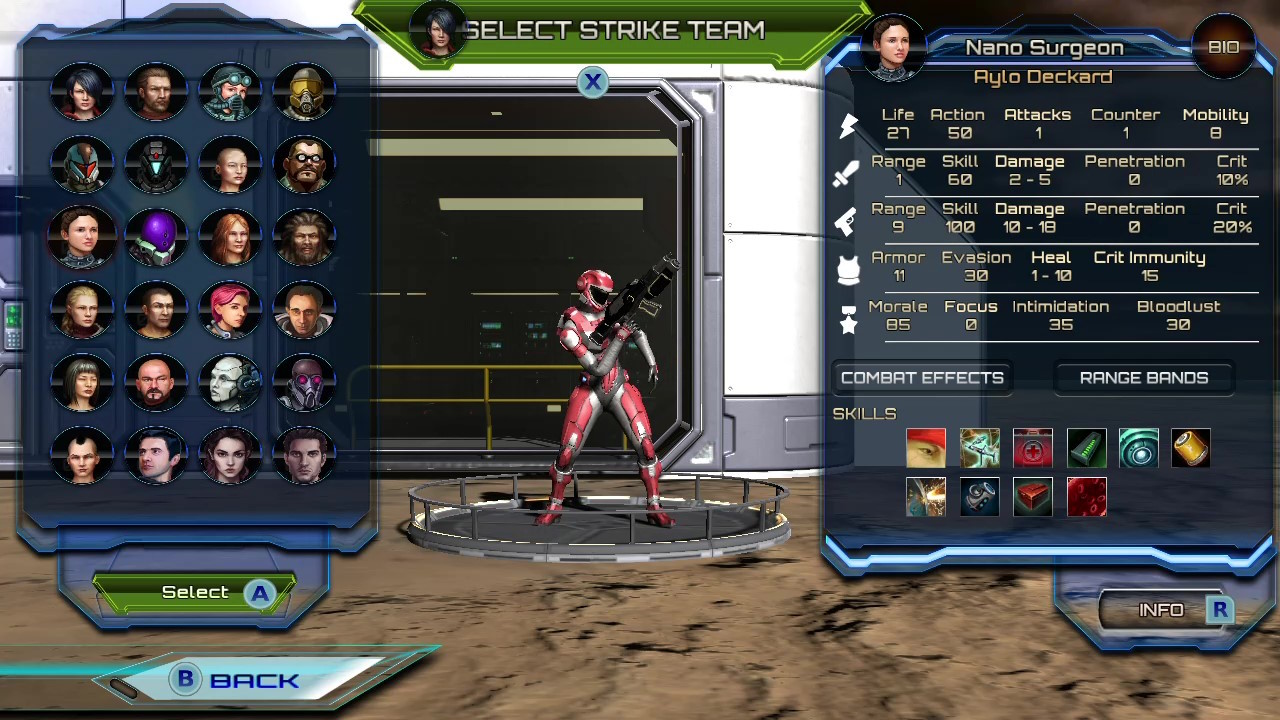 SELECT STRIKE TEAM
X
Nano Surgeon
BIO
Aylo Deckard
Life Action Attacks Counter Mobility
27 50 1 1 8
Range Skill Damage Penetration Crit
1 60 2 - 5 0 10%
Range Skill Damage Penetration Crit
9 100 10 - 18 0 20%
Armor Evasion Heal Crit Immunity
11 30 1 - 10 15
Morale Focus Intimidation Bloodlust
85 0 35 30
COMBAT EFFECTS RANGE BANDS
SKILLS
Select A
INFO R
B BACK